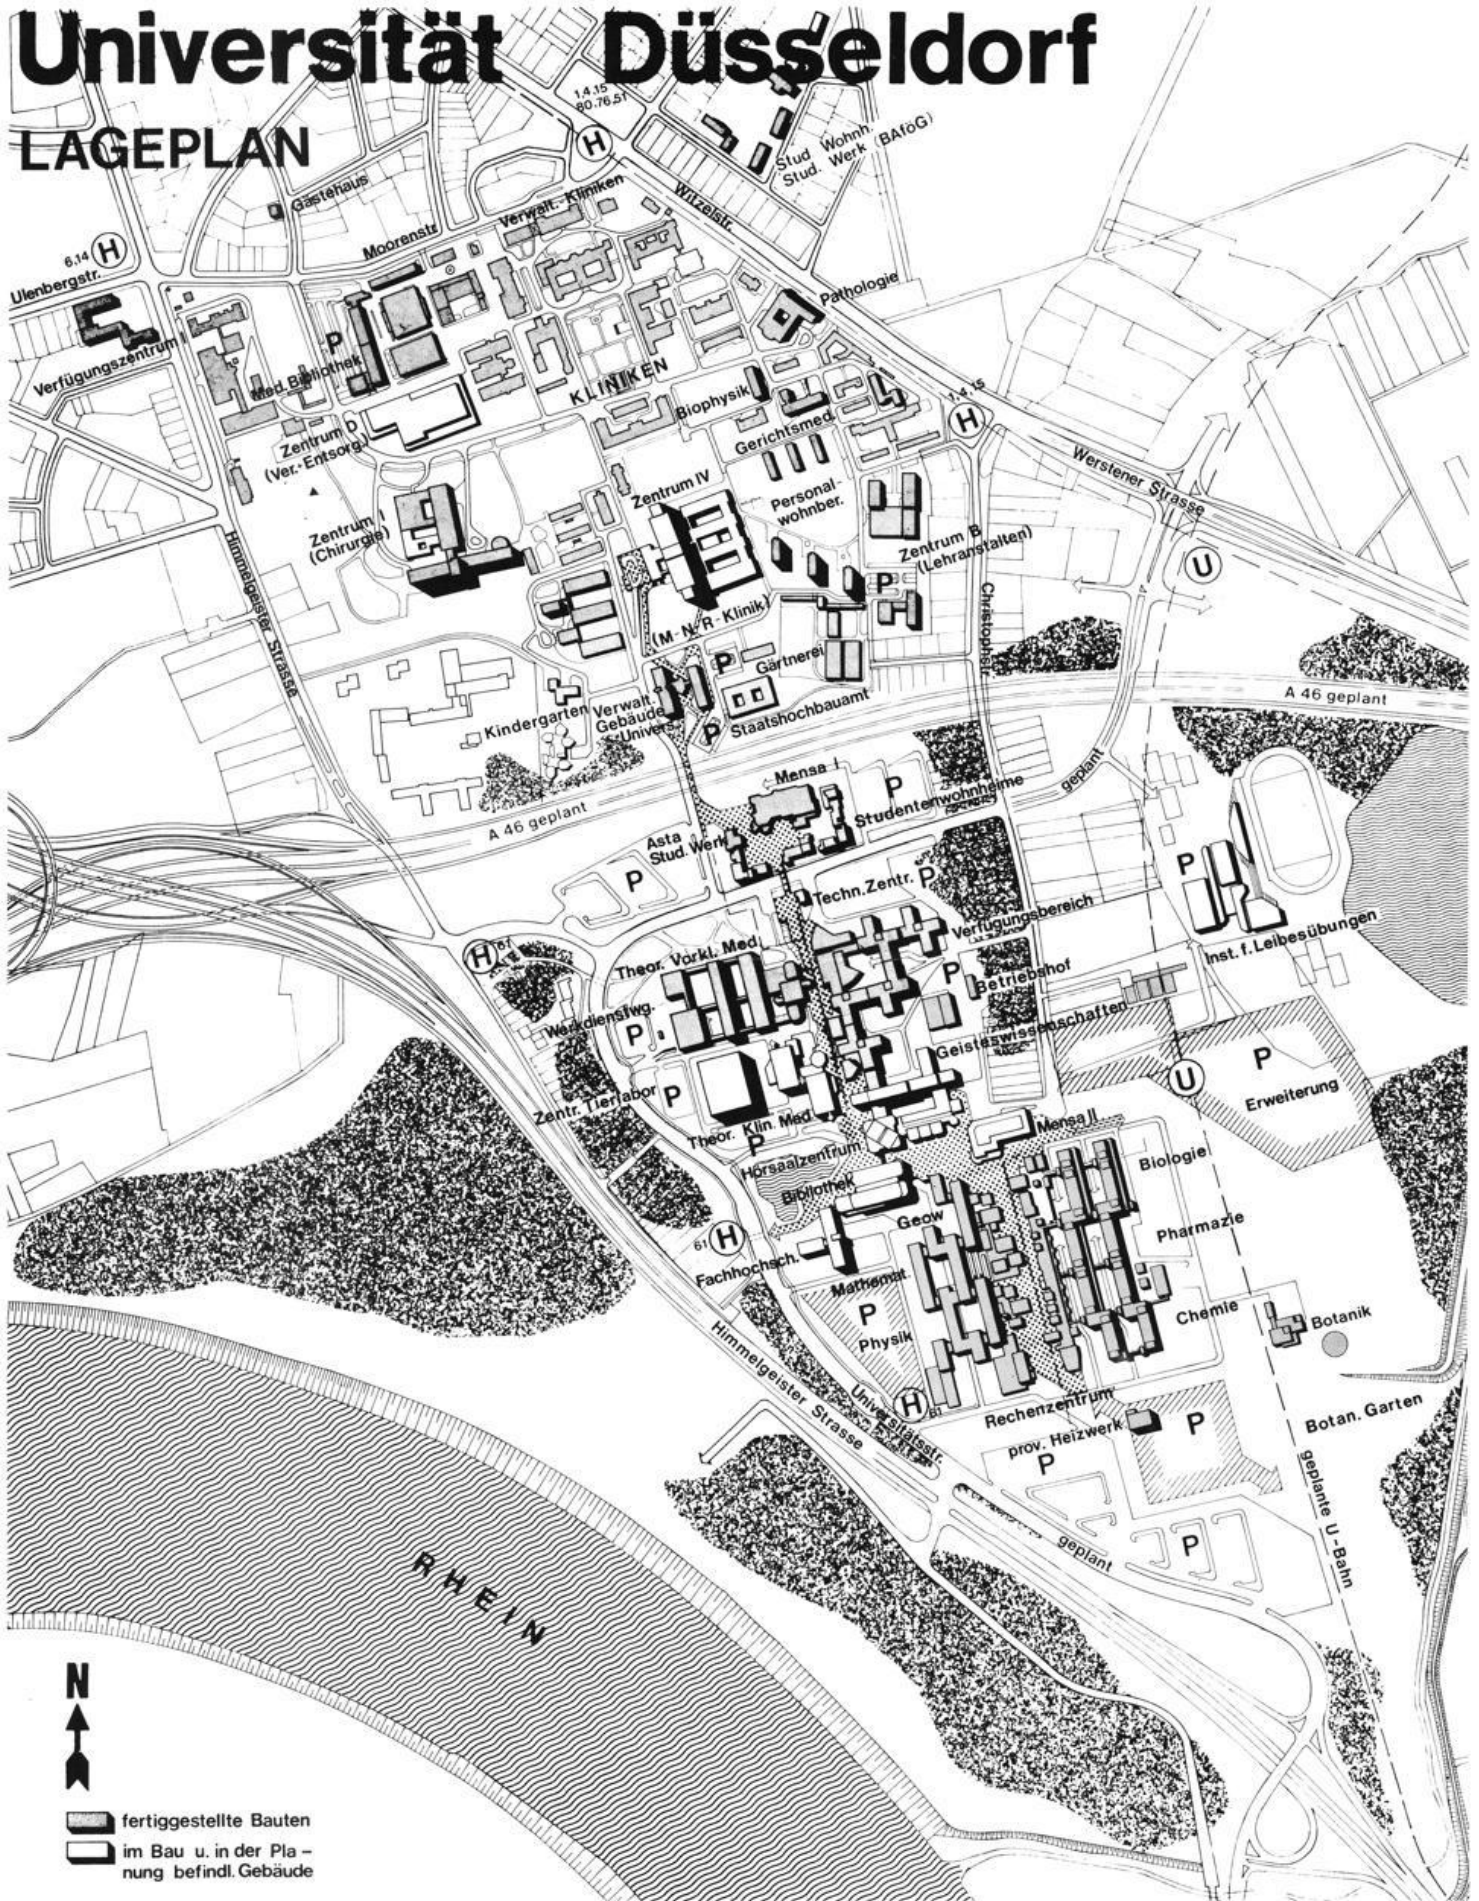 Universität Düsseldorf
LAGEPLAN
1.4.15
80.76.51
H
Stud. Wohnh.
Stud. Werk (BAföG)
Gästehaus
Verwalt.-Kliniken
Witzelstr.
Moorenstr.
6.14 H
Ulenbergstr.
Pathologie
P
Verfügungszentrum
Med. Bibliothek
KLINIKEN
Biophysik
1.4.15
H
Gerichtsmed.
Zentrum D
(Ver.+Entsorg.)
Werstener Strasse
Zentrum IV
Personal-
wohnber.
Zentrum I
(Chirurgie)
Zentrum B
(Lehranstalten)
U
P
Himmelgeister Strasse
Christophstr.
(M-N-R-Klinik)
P
Gärtnerei
A 46 geplant
Kindergarten
Verwalt.
Gebäude
Univers.
P
Staatshochbauamt
geplant
Mensa I
P
Studentenwohnheime
A 46 geplant
Asta
Stud. Werk
P
P
Techn. Zentr.
P
Verfügungsbereich
Inst. f. Leibesübungen
H 61
Theor. Vorkl. Med.
P
Betriebshof
Werkdienstwg.
P
Geisteswissenschaften
P
Erweiterung
U
Zentr. Tierlabor
P
Theor. Klin. Med.
P
Mensa II
Hörsaalzentrum
Biologie
Bibliothek
Geow
Pharmazie
61 H
Fachhochsch.
Mathemat.
P
Physik
Chemie
Botanik
Himmelgeister Strasse
Universitätsstr.
H 61
Rechenzentrum
prov. Heizwerk
P
P
Botan. Garten
geplante U-Bahn
geplant
P
RHEIN
N
fertiggestellte Bauten
im Bau u. in der Pla-
nung befindl. Gebäude